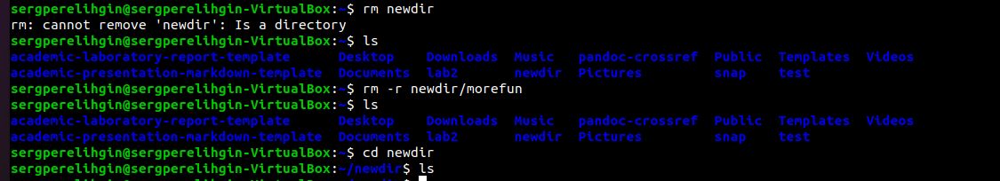 sergperelihgin@sergperelihgin-VirtualBox:~$ rm newdir
rm: cannot remove 'newdir': Is a directory
sergperelihgin@sergperelihgin-VirtualBox:~$ ls
academic-laboratory-report-template Desktop Downloads Music pandoc-crossref Public Templates Videos
academic-presentation-markdown-template Documents lab2 newdir Pictures snap test
sergperelihgin@sergperelihgin-VirtualBox:~$ rm -r newdir/morefun
sergperelihgin@sergperelihgin-VirtualBox:~$ ls
academic-laboratory-report-template Desktop Downloads Music pandoc-crossref Public Templates Videos
academic-presentation-markdown-template Documents lab2 newdir Pictures snap test
sergperelihgin@sergperelihgin-VirtualBox:~$ cd newdir
sergperelihgin@sergperelihgin-VirtualBox:~/newdir$ ls